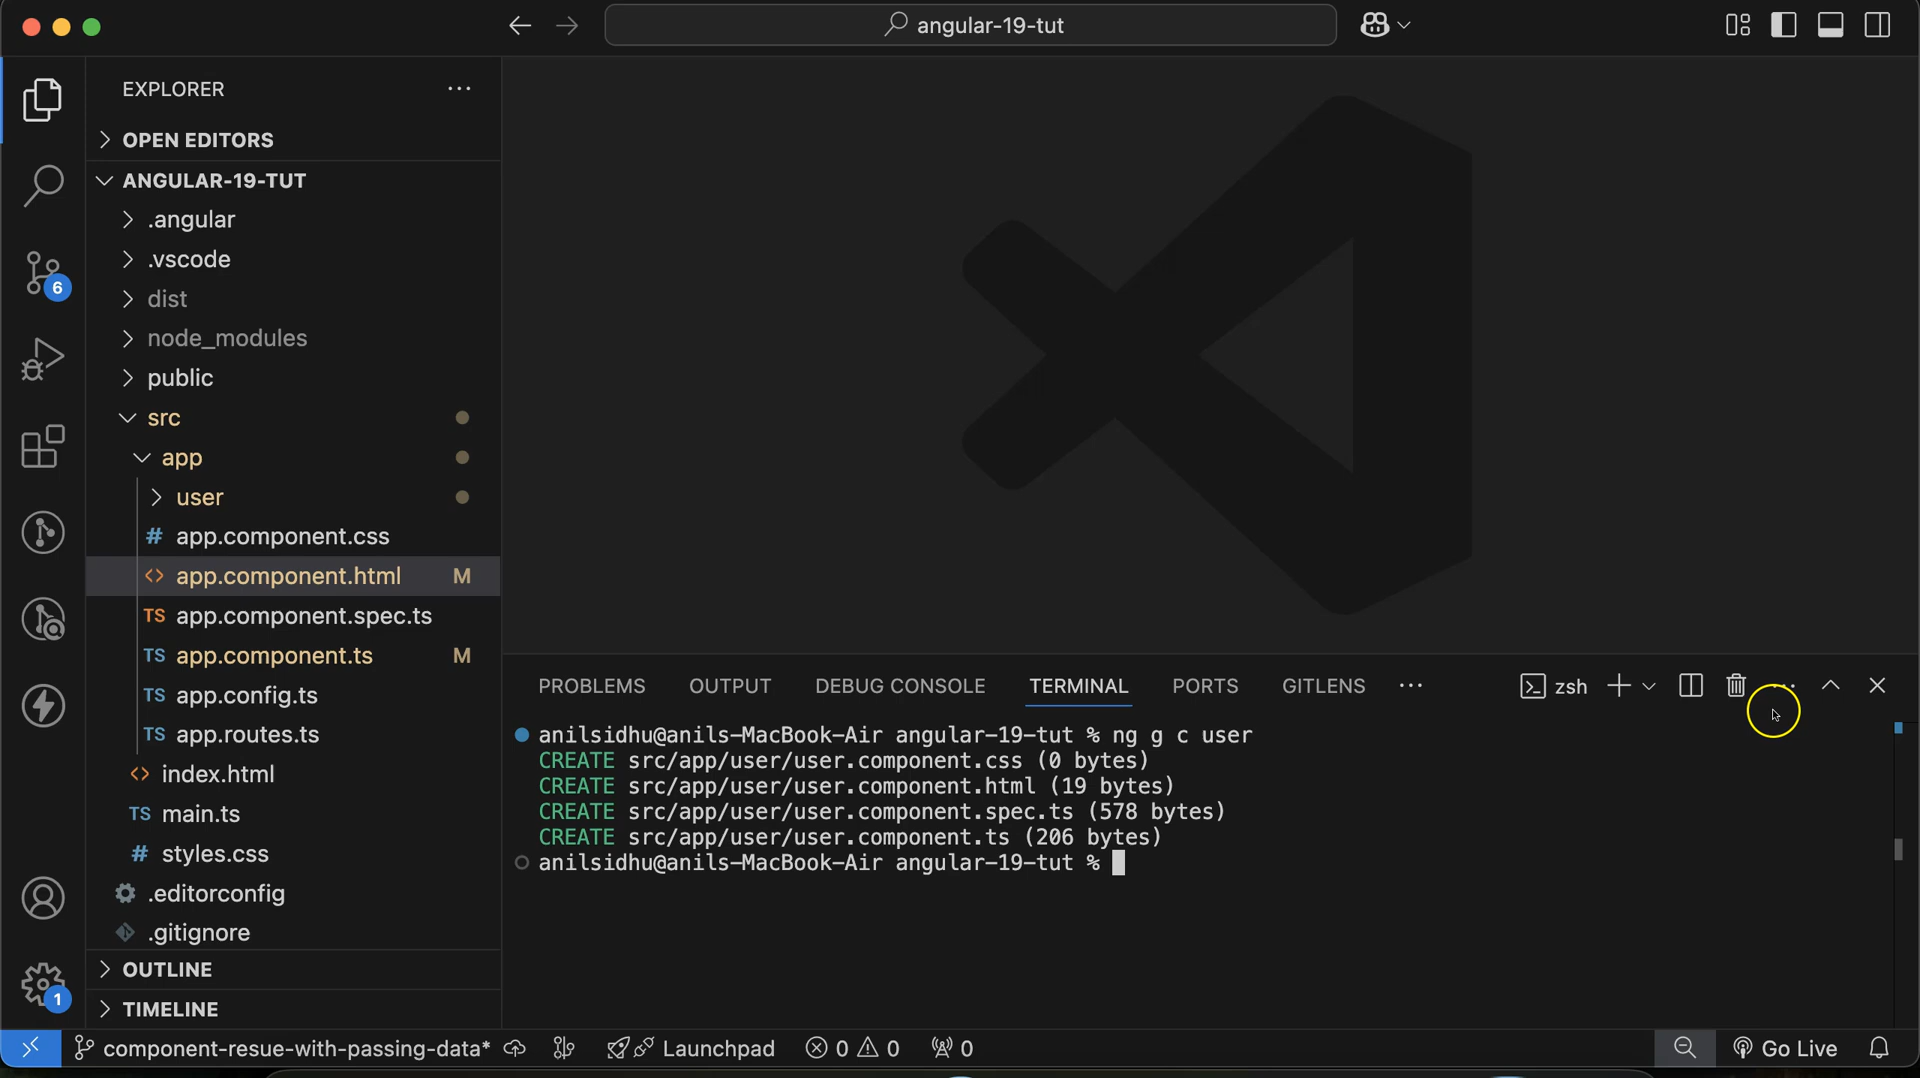 angular-19-tut
EXPLORER
OPEN EDITORS
ANGULAR-19-TUT
.angular
.vscode
dist
node_modules
public
src
app
user
# app.component.css
<> app.component.html M
TS app.component.spec.ts
TS app.component.ts M
TS app.config.ts
TS app.routes.ts
<> index.html
TS main.ts
# styles.css
.editorconfig
.gitignore
OUTLINE
TIMELINE
6
1
PROBLEMS OUTPUT DEBUG CONSOLE TERMINAL PORTS GITLENS ··· zsh
anilsidhu@anils-MacBook-Air angular-19-tut % ng g c user
CREATE src/app/user/user.component.css (0 bytes)
CREATE src/app/user/user.component.html (19 bytes)
CREATE src/app/user/user.component.spec.ts (578 bytes)
CREATE src/app/user/user.component.ts (206 bytes)
anilsidhu@anils-MacBook-Air angular-19-tut %
component-resue-with-passing-data* Launchpad 0 0 0 Go Live